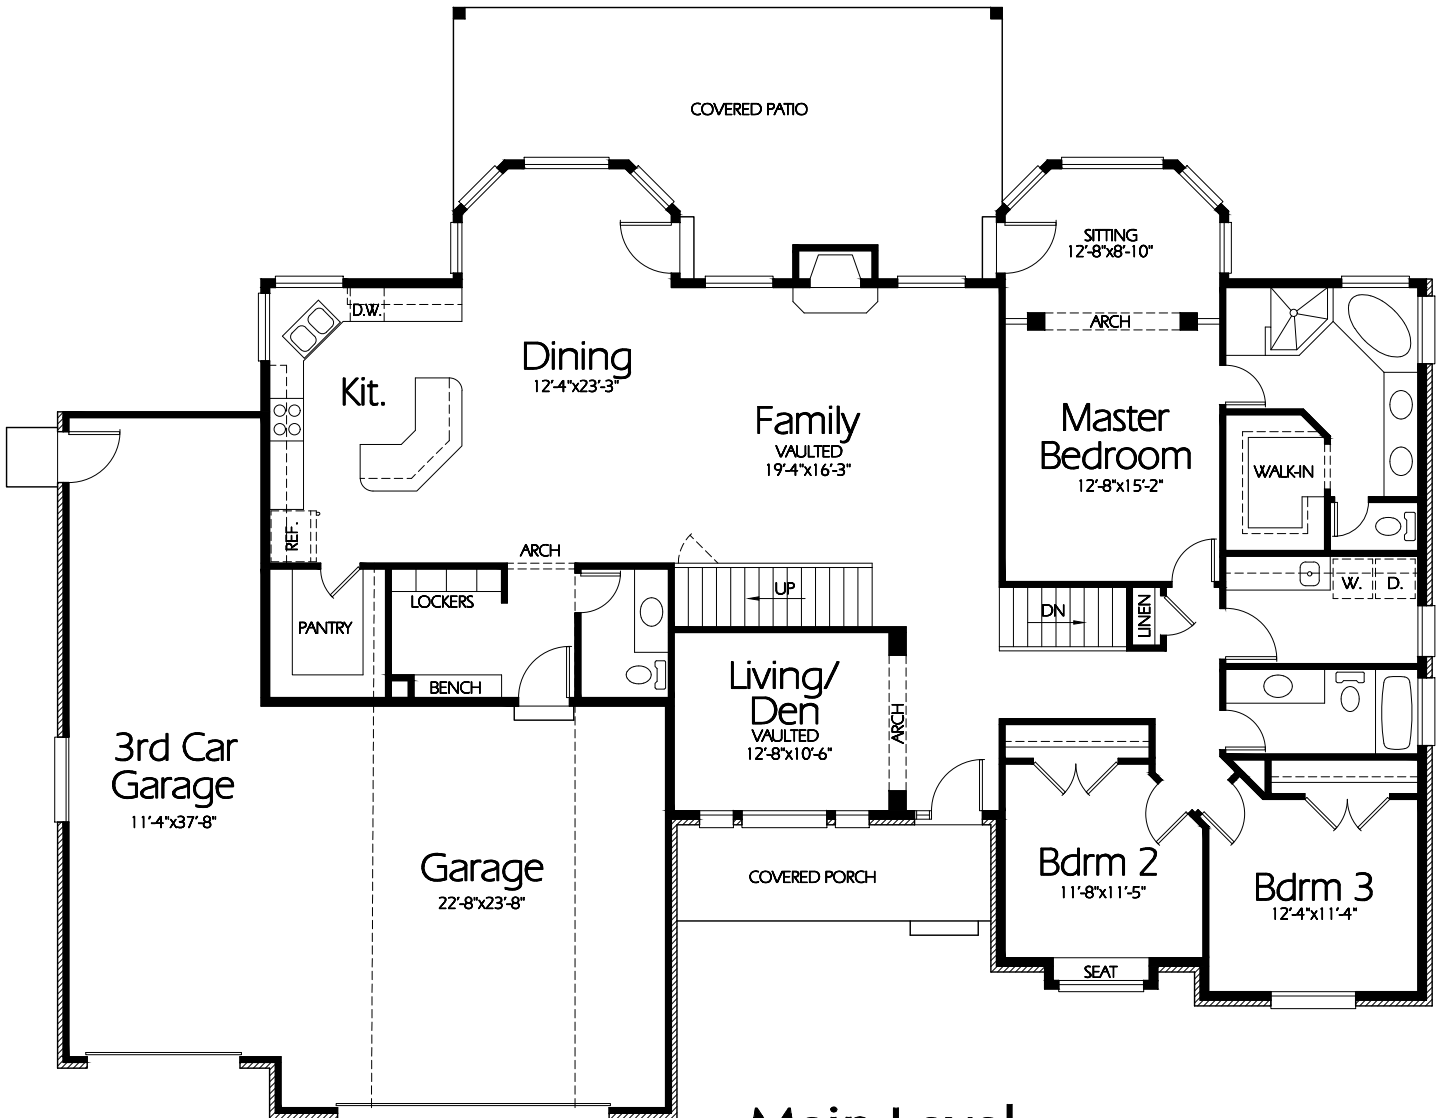 COVERED PATIO
SITTING
12'-8"x8'-10"
D.W.
ARCH
Dining
12'-4"x23'-3"
Kit.
Family
VAULTED
19'-4"x16'-3"
Master
Bedroom
12'-8"x15'-2"
WALK-IN
REF.
ARCH
UP
W.
D.
LOCKERS
DN
LINEN
PANTRY
BENCH
Living/
Den
VAULTED
12'-8"x10'-6"
ARCH
3rd Car
Garage
11'-4"x37'-8"
Garage
22'-8"x23'-8"
COVERED PORCH
Bdrm 2
11'-8"x11'-5"
Bdrm 3
12'-4"x11'-4"
SEAT
Main Level